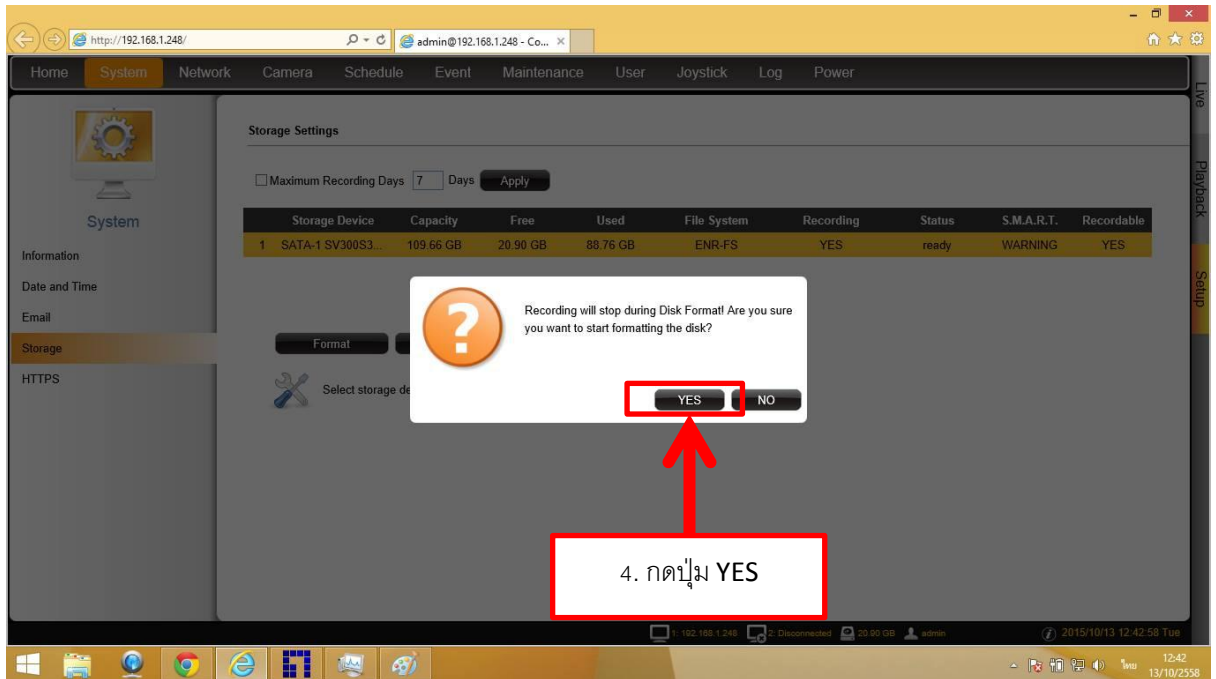 http://192.168.1.248/
admin@192.168.1.248 - Co...
Home System Network Camera Schedule Event Maintenance User Joystick Log Power
Live
Playback
Setup
System
Information
Date and Time
Email
Storage
HTTPS
Storage Settings
Maximum Recording Days 7 Days Apply
Storage Device Capacity Free Used File System Recording Status S.M.A.R.T. Recordable
1 SATA-1 SV300S3... 109.66 GB 20.90 GB 88.76 GB ENR-FS YES ready WARNING YES
Recording will stop during Disk Format! Are you sure
you want to start formatting the disk?
YES NO
Format
Select storage de
4. กดปุ่ม YES
1: 192.168.1.248 2: Disconnected 20.90 GB admin 2015/10/13 12:42:58 Tue
ไทย 12:42
13/10/2558